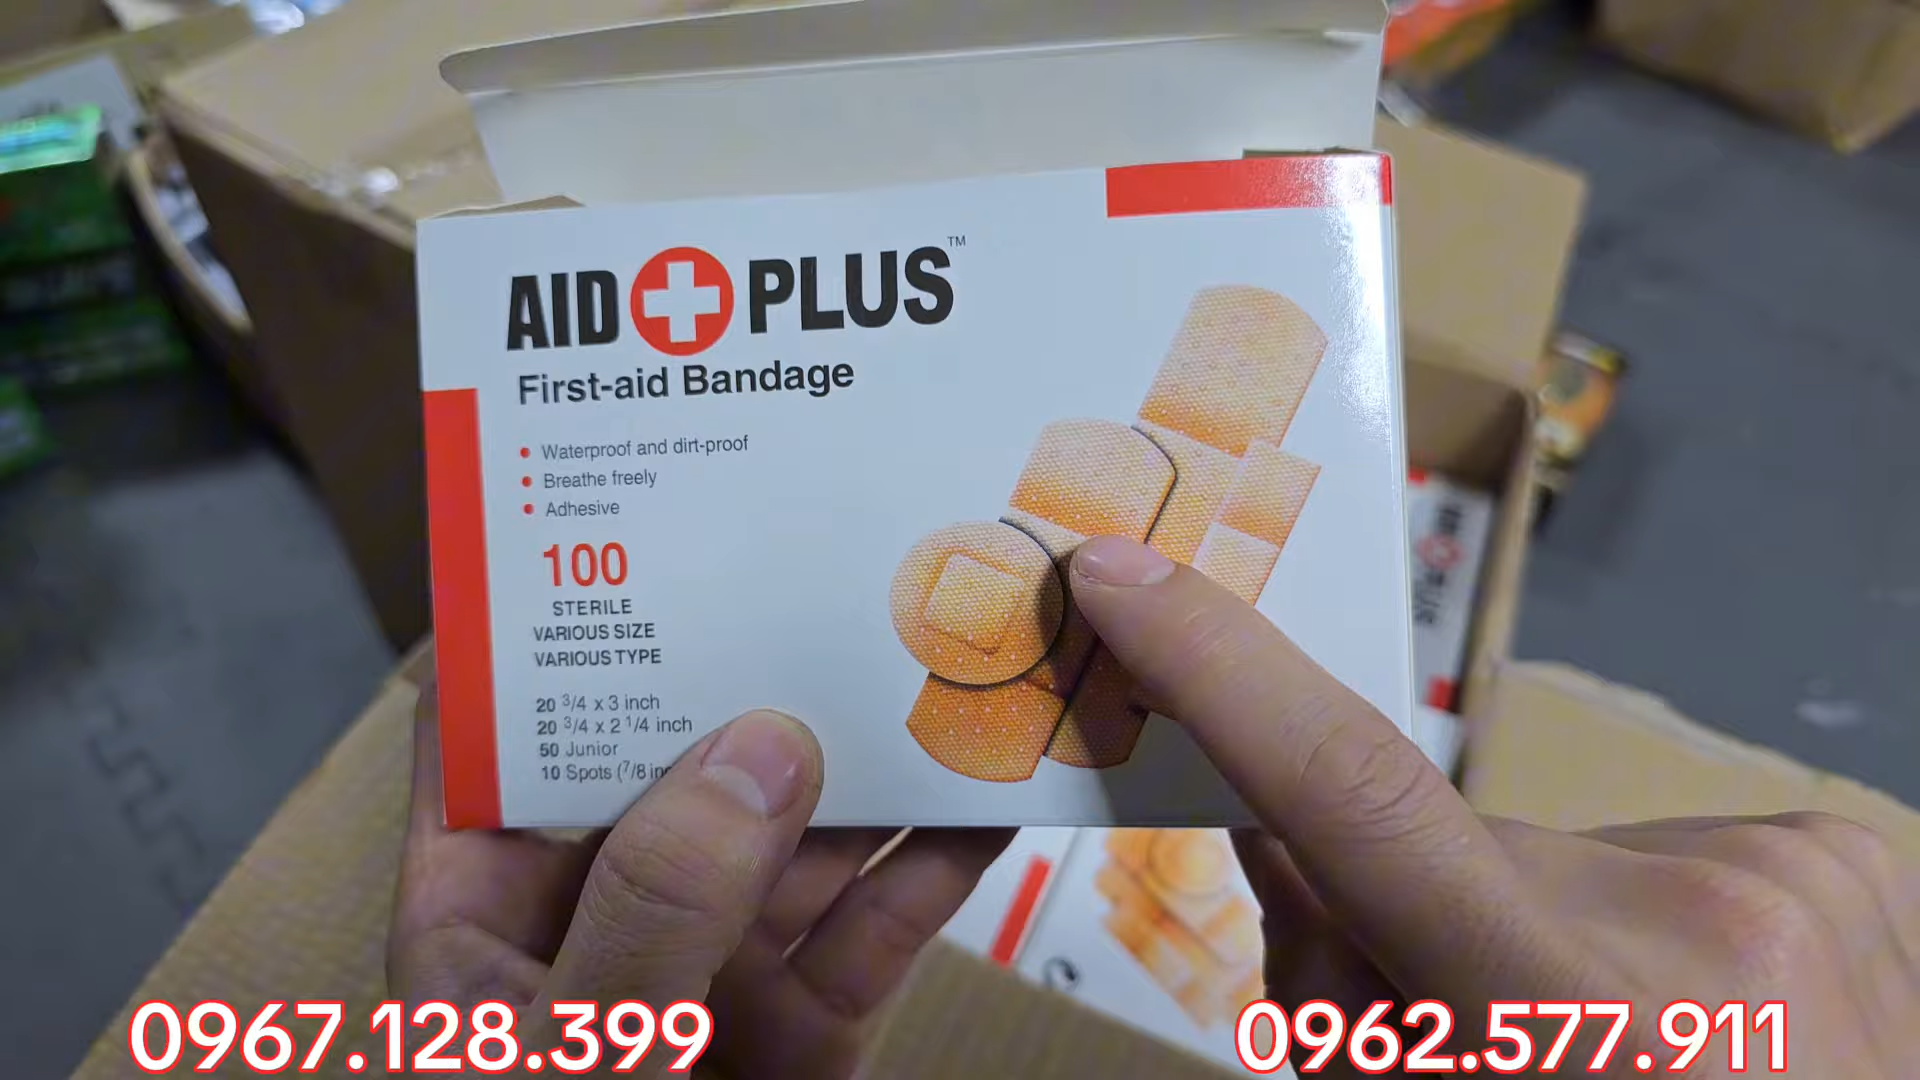 AID PLUS™
First-aid Bandage
Waterproof and dirt-proof
Breathe freely
Adhesive
100
STERILE
VARIOUS SIZE
VARIOUS TYPE
20 3/4 x 3 inch
20 3/4 x 2 1/4 inch
50 Junior
10 Spots (7/8
AID PLUS
0967.128.399
0962.577.911